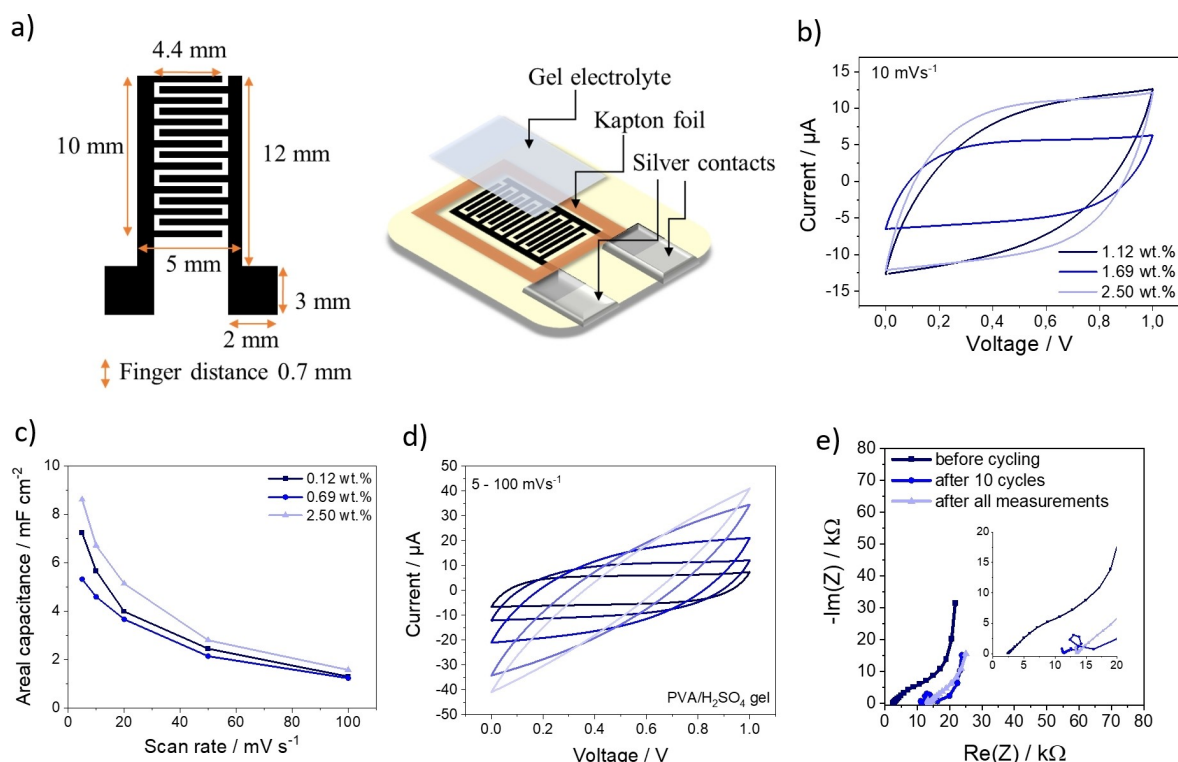 a)
4.4 mm
10 mm
12 mm
5 mm
3 mm
2 mm
Finger distance 0.7 mm
Gel electrolyte
Kapton foil
Silver contacts
b)
10 mVs⁻¹
Current / µA
15
10
5
0
-5
-10
-15
1.12 wt.%
1.69 wt.%
2.50 wt.%
0,0 0,2 0,4 0,6 0,8 1,0
Voltage / V
c)
Areal capacitance / mF cm⁻²
10
8
6
4
2
0
0.12 wt.%
0.69 wt.%
2.50 wt.%
0 20 40 60 80 100
Scan rate / mV s⁻¹
d)
5 - 100 mVs⁻¹
Current / µA
50
40
30
20
10
0
-10
-20
-30
-40
-50
PVA/H₂SO₄ gel
0,0 0,2 0,4 0,6 0,8 1,0
Voltage / V
e)
-Im(Z) / kΩ
80
70
60
50
40
30
20
10
0
before cycling
after 10 cycles
after all measurements
20
15
10
5
0
0 5 10 15 20
0 10 20 30 40 50 60 70 80
Re(Z) / kΩ